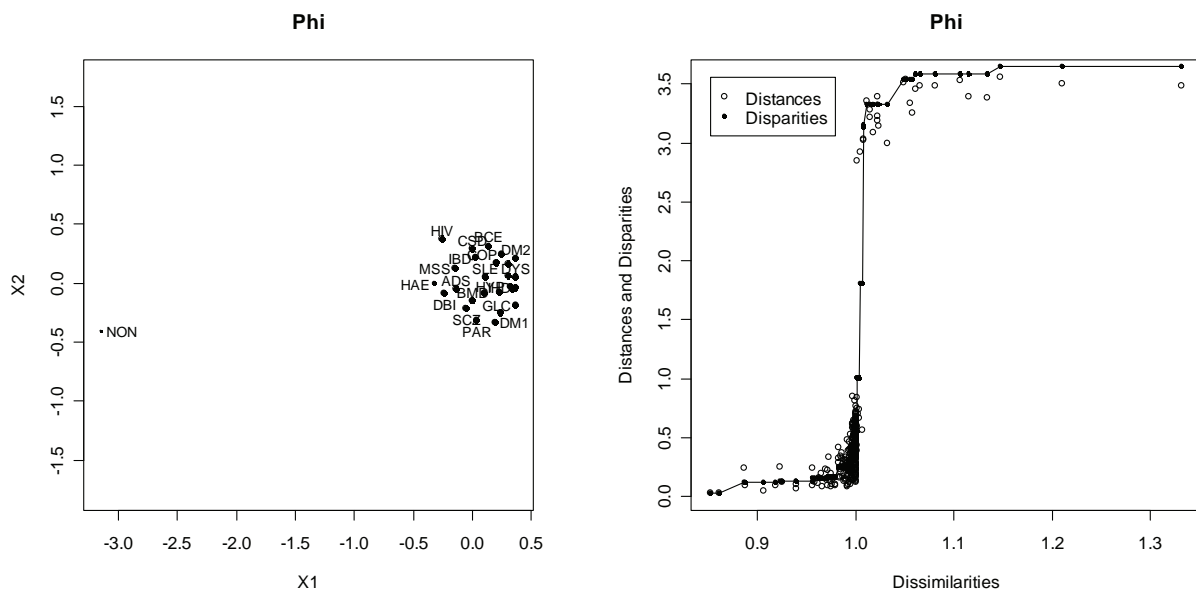 Phi
1.5
1.0
0.5
0.0
-0.5
-1.0
-1.5
X2
HIV
CSD
DM2
IBD
MSS
SLE
DYS
HAE
ADS
DBI
GLC
SCZ
DM1
PAR
NON
-3.0 -2.5 -2.0 -1.5 -1.0 -0.5 0.0 0.5
X1
Phi
Distances
Disparities
3.5
3.0
2.5
2.0
1.5
1.0
0.5
0.0
Distances and Disparities
0.9 1.0 1.1 1.2 1.3
Dissimilarities